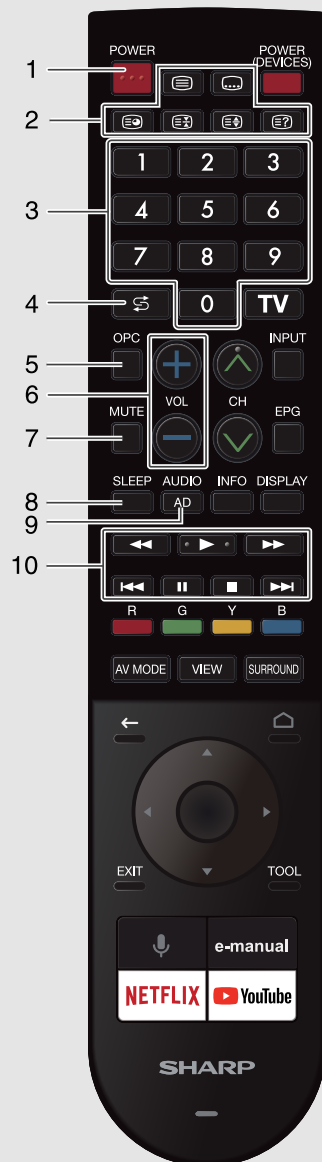 POWER
POWER
(DEVICES)
1
2
3
1 2 3
4 5 6
7 8 9
4
0
TV
OPC
INPUT
5
6
VOL
CH
MUTE
EPG
7
SLEEP AUDIO INFO DISPLAY
8
AD
9
10
R G Y B
AV MODE VIEW SURROUND
EXIT
TOOL
e-manual
NETFLIX
YouTube
SHARP